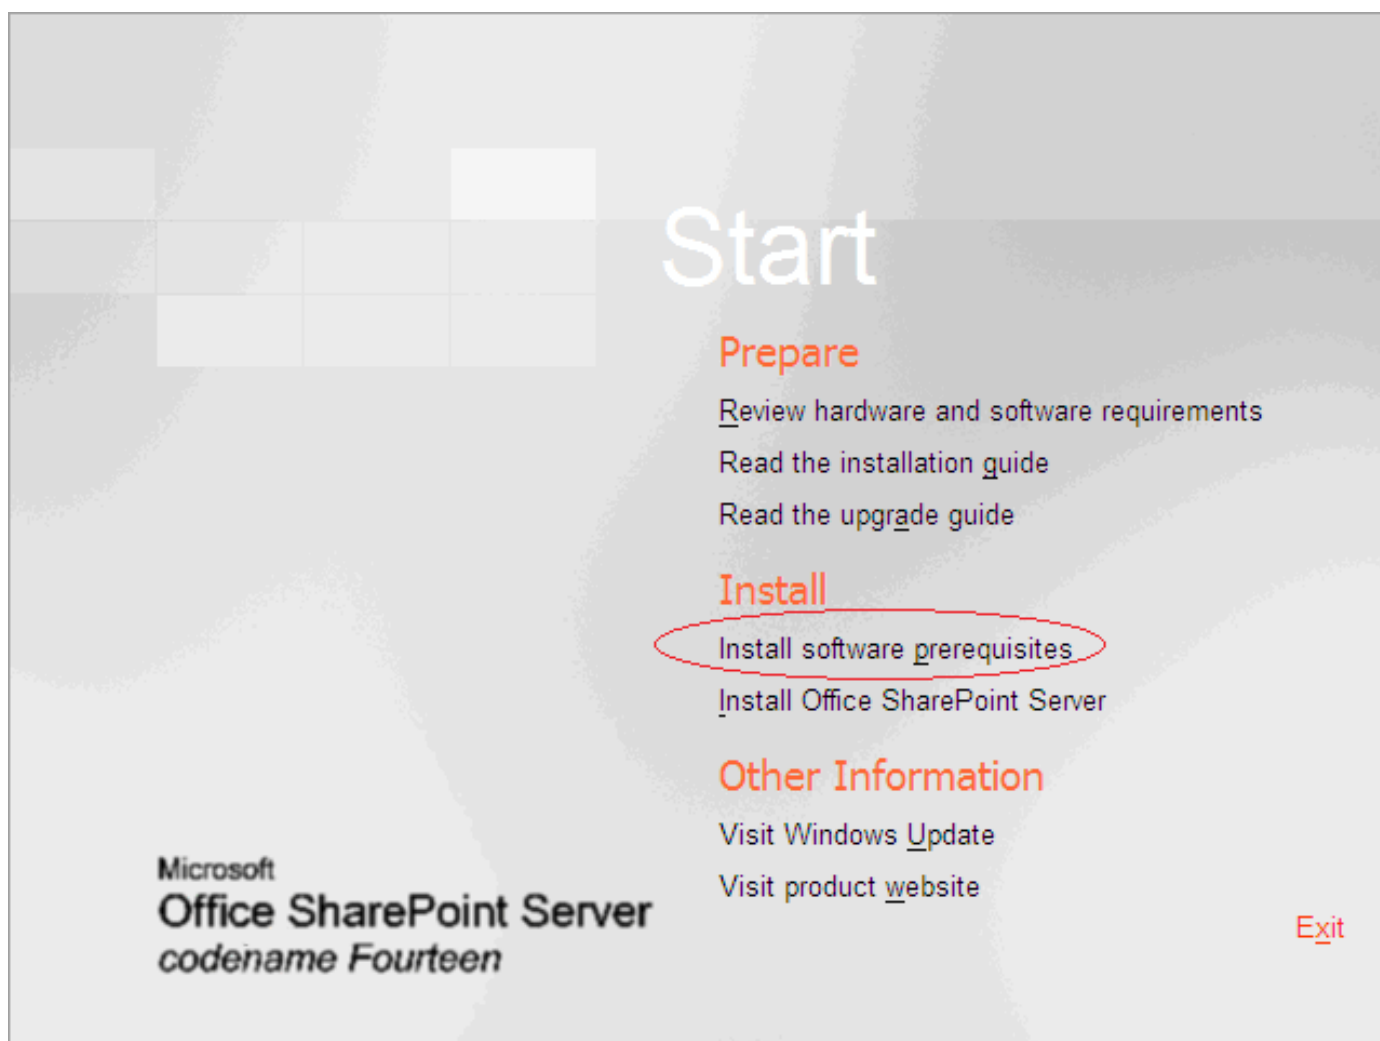 Start
Prepare
Review hardware and software requirements
Read the installation guide
Read the upgrade guide
Install
Install software prerequisites
Install Office SharePoint Server
Other Information
Visit Windows Update
Visit product website
Microsoft
Office SharePoint Server
codename Fourteen
Exit